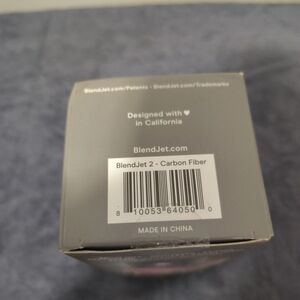 BlendJet.com/Patents - BlendJet.com/Trademarks
Designed with ♥
in California
BlendJet.com
BlendJet 2 - Carbon Fiber
8 10053 64050 0
MADE IN CHINA